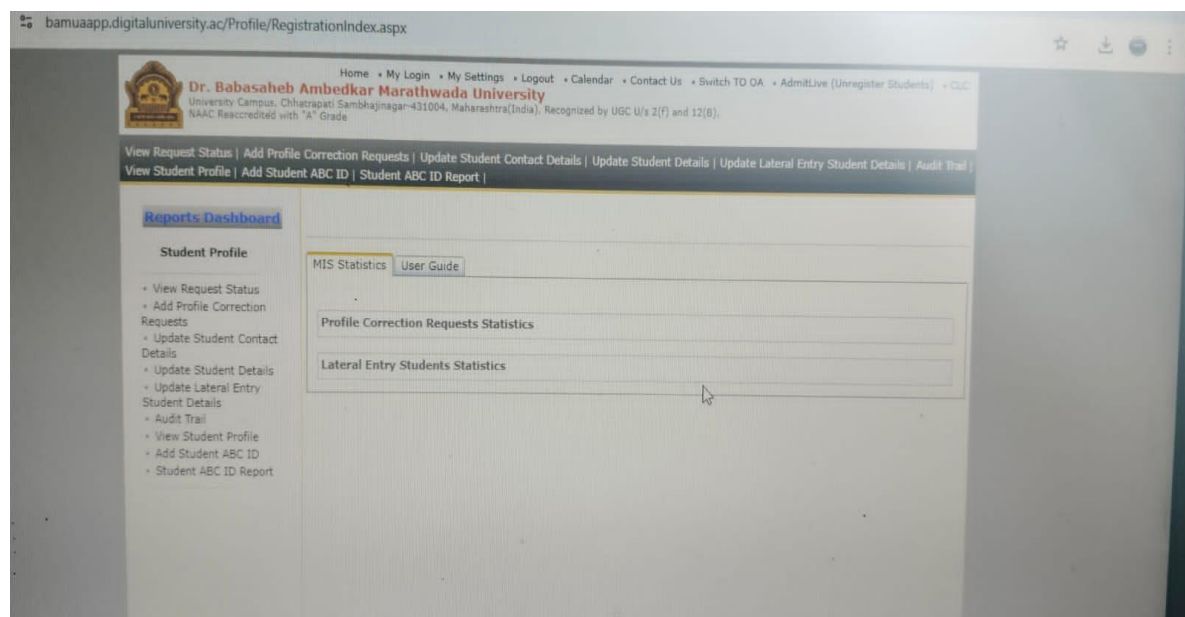 bamuaapp.digitaluniversity.ac/Profile/RegistrationIndex.aspx
Home • My Login • My Settings • Logout • Calendar • Contact Us • Switch TO OA • AdmitLive (Unregister Students) • CLC
Dr. Babasaheb Ambedkar Marathwada University
University Campus, Chhatrapati Sambhajinagar-431004, Maharashtra(India), Recognized by UGC U/s 2(f) and 12(B).
NAAC Reaccredited with "A" Grade
View Request Status | Add Profile Correction Requests | Update Student Contact Details | Update Student Details | Update Lateral Entry Student Details | Audit Trail |
View Student Profile | Add Student ABC ID | Student ABC ID Report |
Reports Dashboard
Student Profile
• View Request Status
• Add Profile Correction
Requests
• Update Student Contact
Details
• Update Student Details
• Update Lateral Entry
Student Details
• Audit Trail
• View Student Profile
• Add Student ABC ID
• Student ABC ID Report
MIS Statistics User Guide
Profile Correction Requests Statistics
Lateral Entry Students Statistics